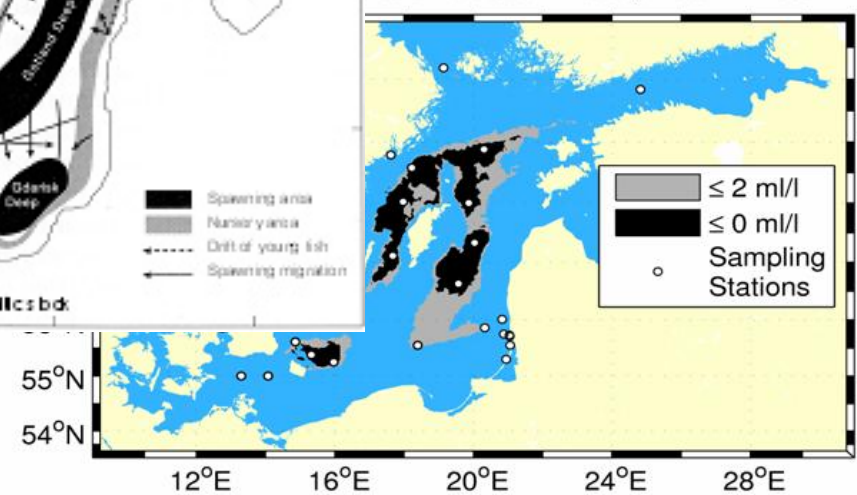 Gotland Deep
Gdańsk
Deep
Spawning area
Nursery area
Drift of young fish
Spawning migration
≤ 2 ml/l
≤ 0 ml/l
Sampling
Stations
55°N
54°N
12°E
16°E
20°E
24°E
28°E